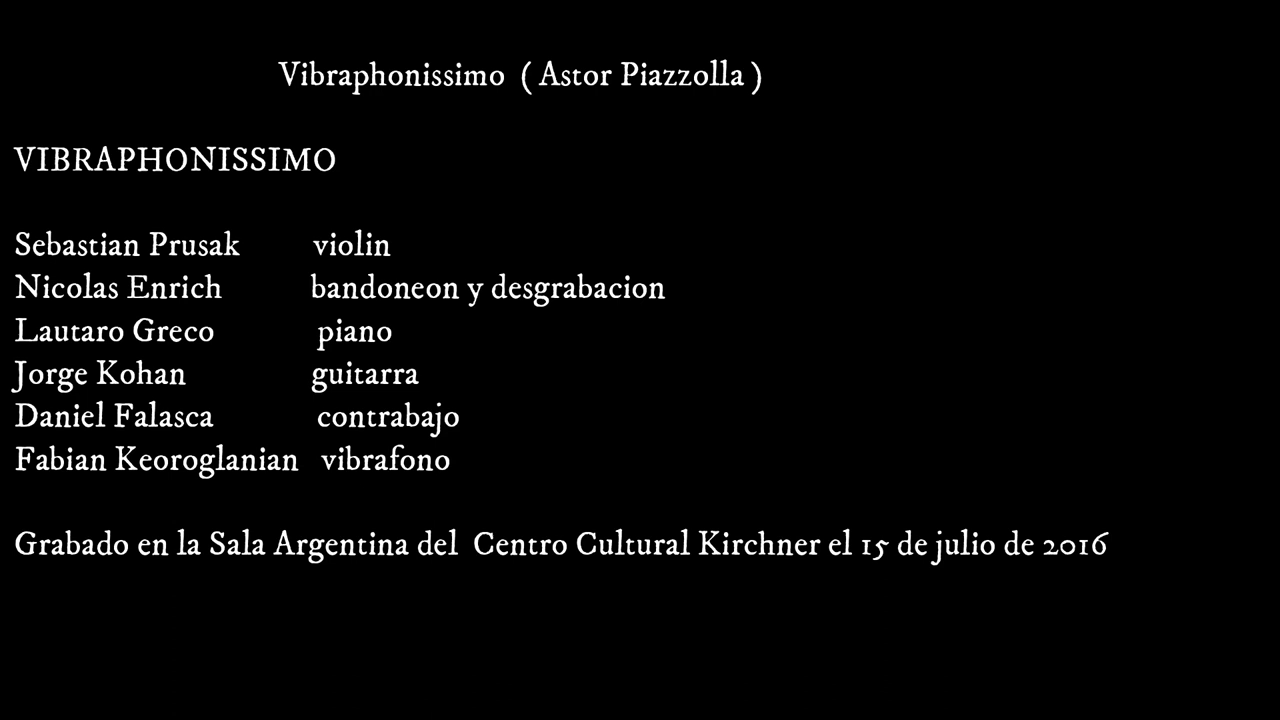 Vibraphonissimo ( Astor Piazzolla )
VIBRAPHONISSIMO
Sebastian Prusak violin
Nicolas Enrich bandoneon y desgrabacion
Lautaro Greco piano
Jorge Kohan guitarra
Daniel Falasca contrabajo
Fabian Keoroglanian vibrafono
Grabado en la Sala Argentina del Centro Cultural Kirchner el 15 de julio de 2016